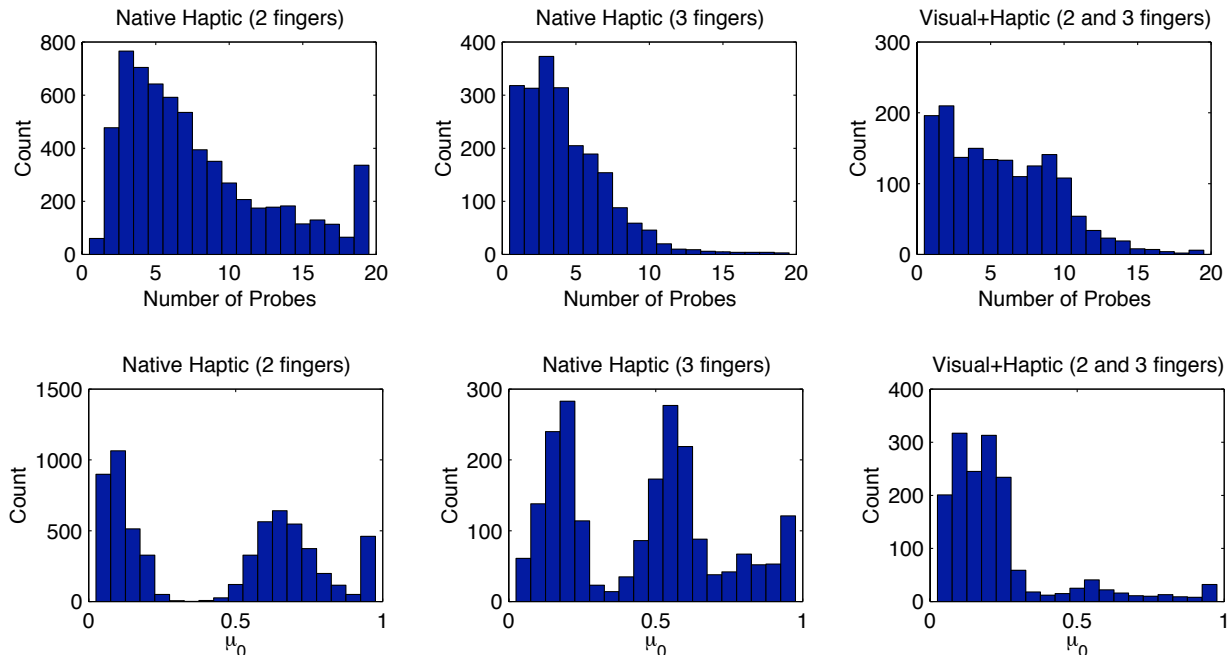 Native Haptic (2 fingers)
800
600
400
200
0
Count
0 5 10 15 20
Number of Probes
Native Haptic (3 fingers)
400
300
200
100
0
Count
0 5 10 15 20
Number of Probes
Visual+Haptic (2 and 3 fingers)
300
200
100
0
Count
0 5 10 15 20
Number of Probes
Native Haptic (2 fingers)
1500
1000
500
0
Count
0 0.5 1
μ0
Native Haptic (3 fingers)
300
200
100
0
Count
0 0.5 1
μ0
Visual+Haptic (2 and 3 fingers)
400
300
200
100
0
Count
0 0.5 1
μ0